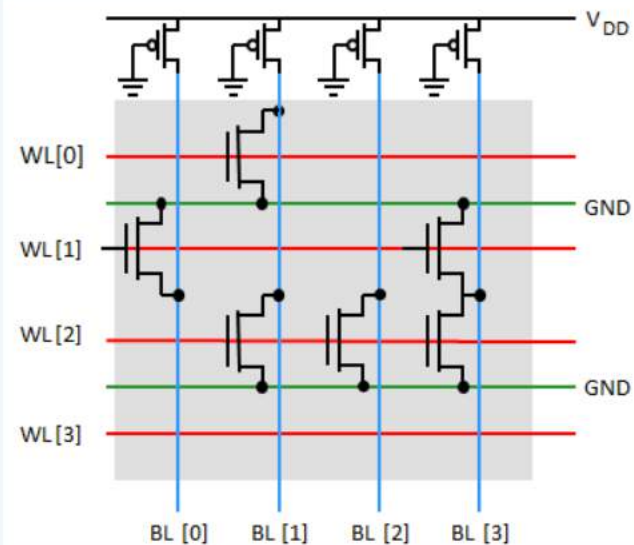 V_DD
WL[0]
GND
WL[1]
WL[2]
GND
WL[3]
BL [0] BL [1] BL [2] BL [3]